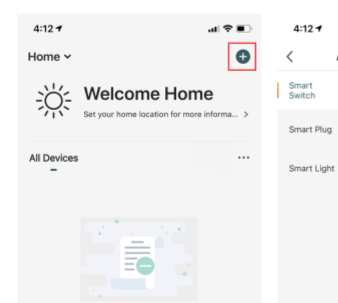 4:12
Home
Welcome Home
Set your home location for more informa...
All Devices
4:12
Smart
Switch
Smart Plug
Smart Light